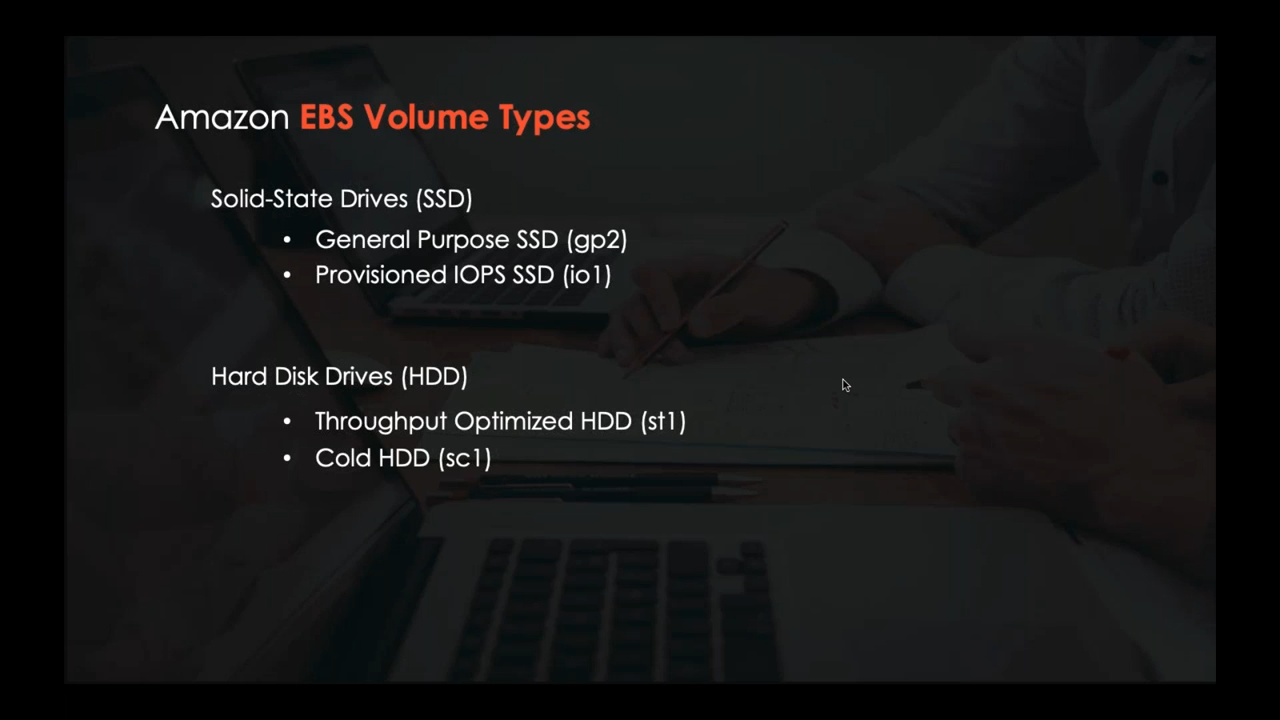 Amazon EBS Volume Types
Solid-State Drives (SSD)
• General Purpose SSD (gp2)
• Provisioned IOPS SSD (io1)
Hard Disk Drives (HDD)
• Throughput Optimized HDD (st1)
• Cold HDD (sc1)